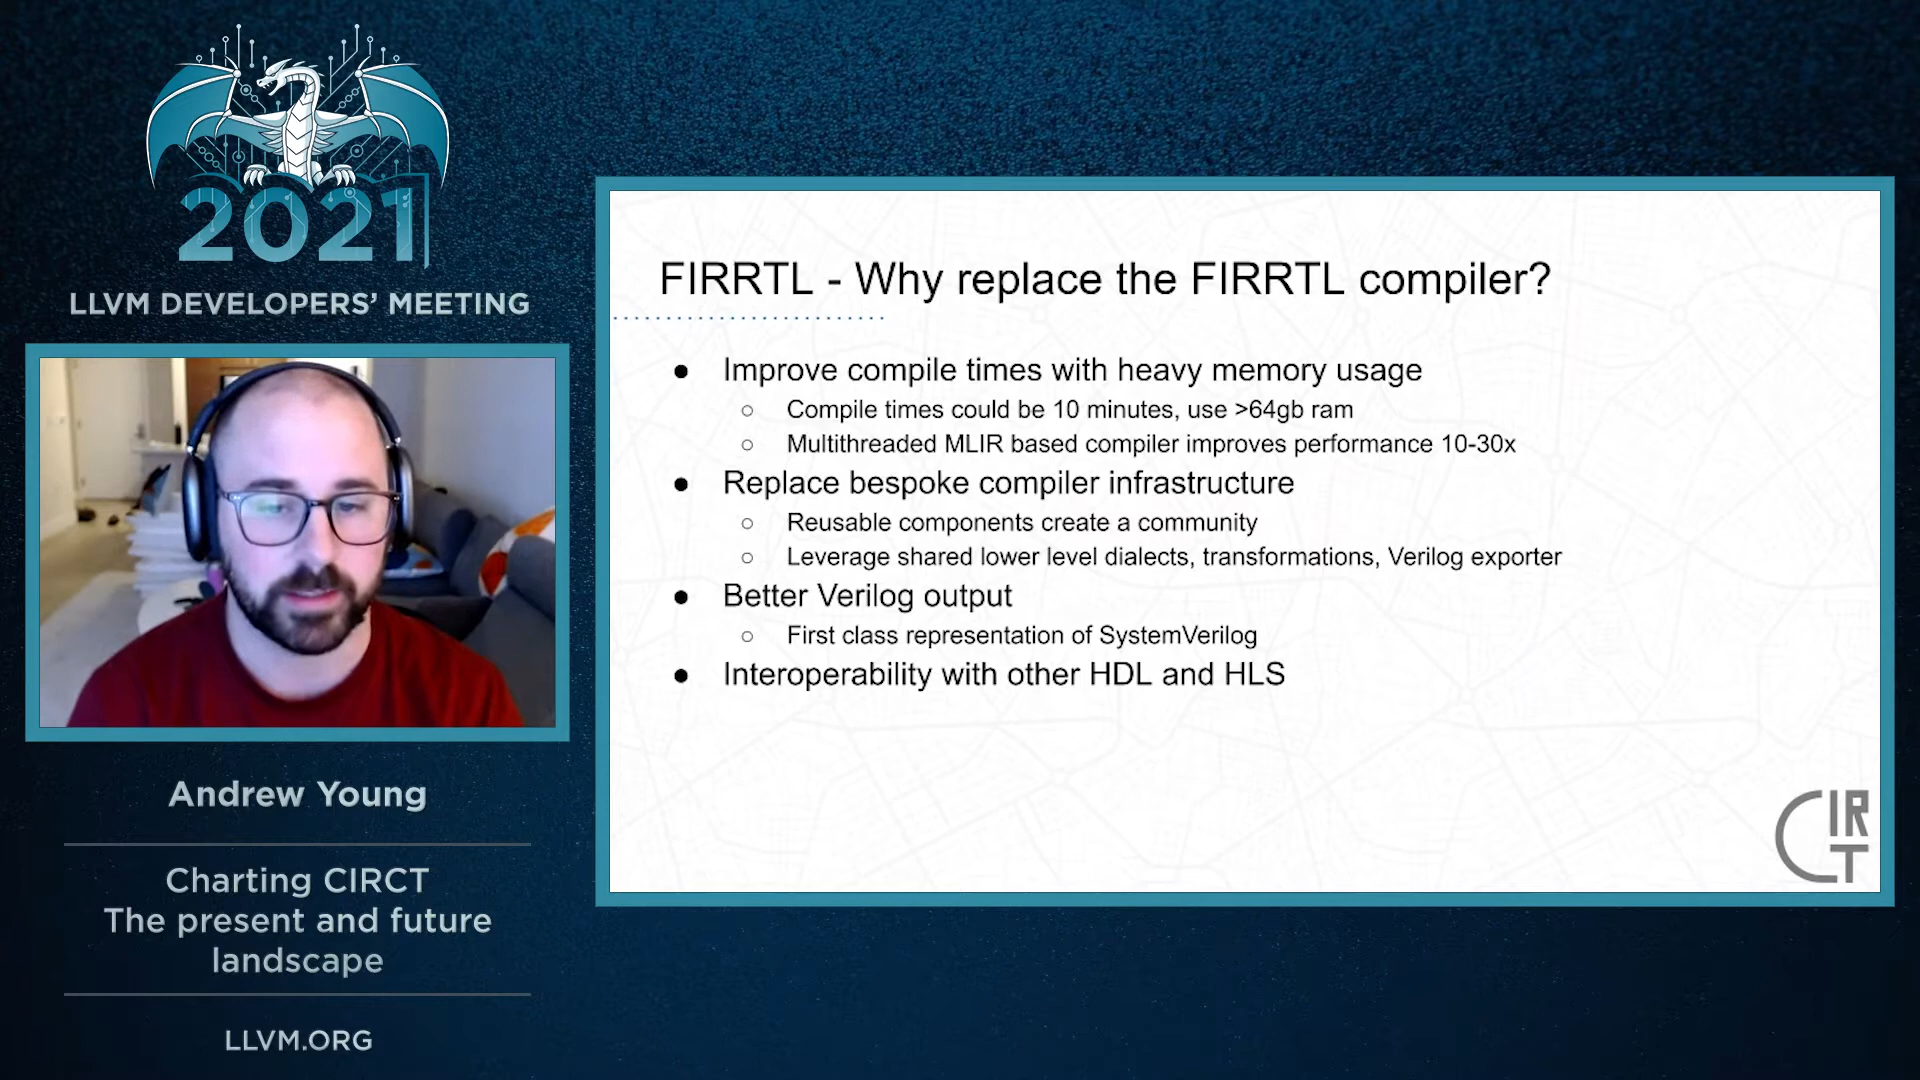 2021
LLVM DEVELOPERS' MEETING
Andrew Young
Charting CIRCT
The present and future
landscape
LLVM.ORG
FIRRTL - Why replace the FIRRTL compiler?
● Improve compile times with heavy memory usage
○ Compile times could be 10 minutes, use >64gb ram
○ Multithreaded MLIR based compiler improves performance 10-30x
● Replace bespoke compiler infrastructure
○ Reusable components create a community
○ Leverage shared lower level dialects, transformations, Verilog exporter
● Better Verilog output
○ First class representation of SystemVerilog
● Interoperability with other HDL and HLS
CIRCT